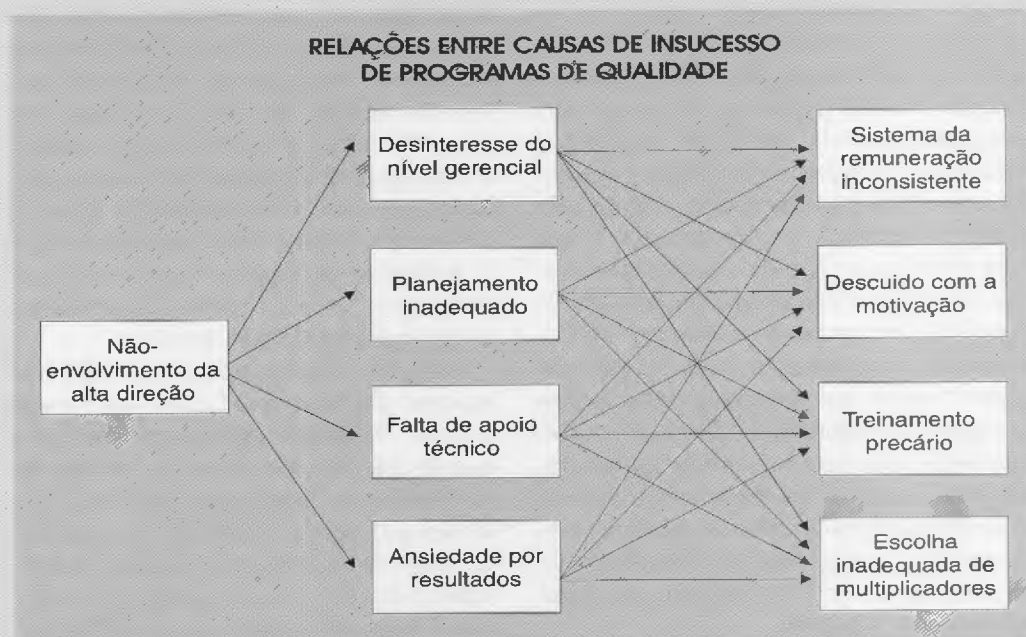 RELAÇÕES ENTRE CAUSAS DE INSUCESSO
DE PROGRAMAS DE QUALIDADE
Não-
envolvimento da
alta direção
Desinteresse do
nível gerencial
Planejamento
inadequado
Falta de apoio
técnico
Ansiedade por
resultados
Sistema da
remuneração
inconsistente
Descuido com a
motivação
Treinamento
precário
Escolha
inadequada de
multiplicadores